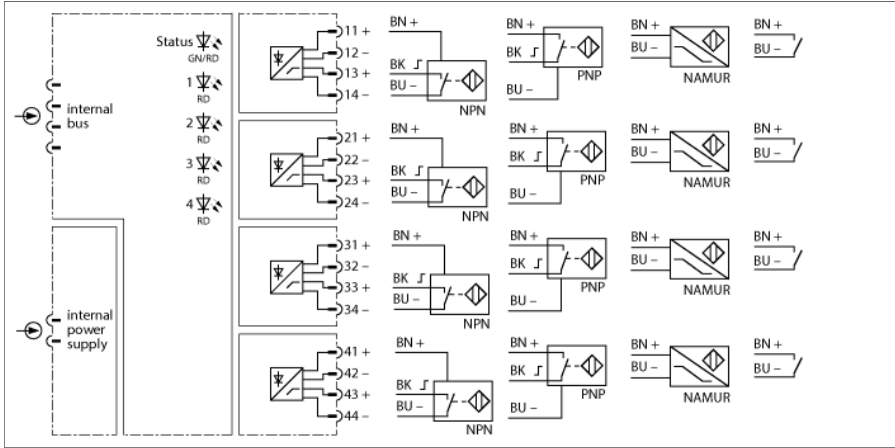 Status
GN/RD
1
RD
2
RD
3
RD
4
RD
internal
bus
internal
power
supply
11 +
12 –
13 +
14 –
BN +
BK ⎍
BU –
NPN
BN +
BK ⎍
BU –
PNP
BN +
BU –
NAMUR
BN +
BU –
21 +
22 –
23 +
24 –
BN +
BK ⎍
BU –
NPN
BN +
BK ⎍
BU –
PNP
BN +
BU –
NAMUR
BN +
BU –
31 +
32 –
33 +
34 –
BN +
BK ⎍
BU –
NPN
BN +
BK ⎍
BU –
PNP
BN +
BU –
NAMUR
BN +
BU –
41 +
42 –
43 +
44 –
BN +
BK ⎍
BU –
NPN
BN +
BK ⎍
BU –
PNP
BN +
BU –
NAMUR
BN +
BU –